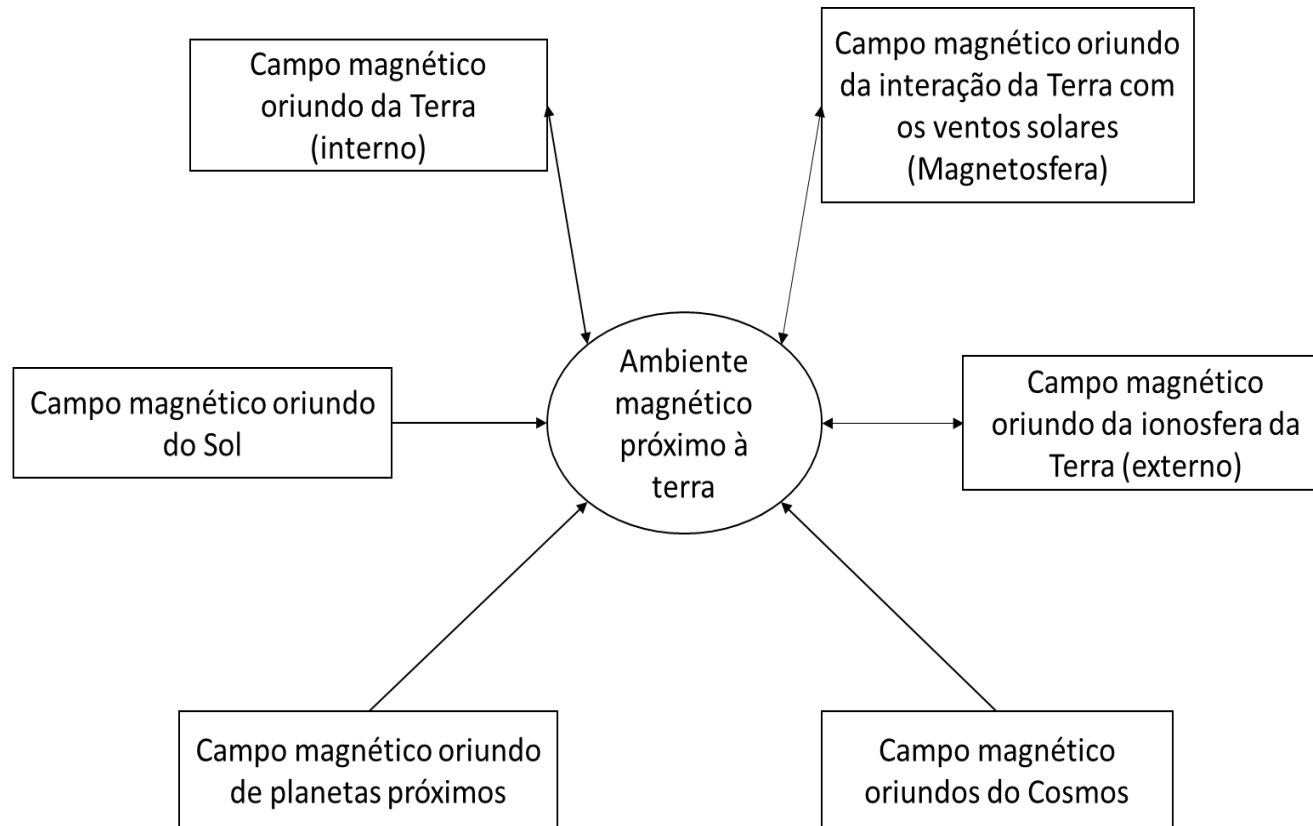 Campo magnético
oriundo da Terra
(interno)
Campo magnético oriundo
da interação da Terra com
os ventos solares
(Magnetosfera)
Campo magnético oriundo
do Sol
Ambiente
magnético
próximo à
terra
Campo magnético
oriundo da ionosfera da
Terra (externo)
Campo magnético oriundo
de planetas próximos
Campo magnético
oriundos do Cosmos